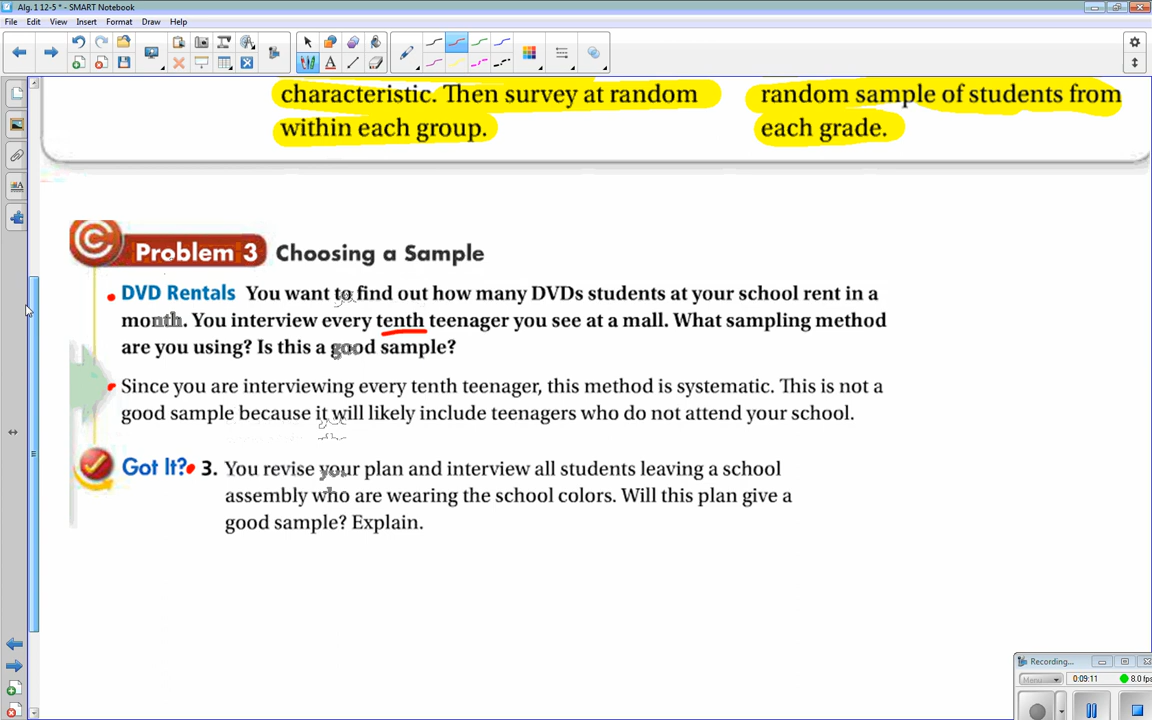 Alg.1 12-5 * - SMART Notebook
File Edit View Insert Format Draw Help
characteristic. Then survey at random
within each group.
random sample of students from
each grade.
Problem 3 Choosing a Sample
DVD Rentals You want to find out how many DVDs students at your school rent in a
month. You interview every tenth teenager you see at a mall. What sampling method
are you using? Is this a good sample?
Since you are interviewing every tenth teenager, this method is systematic. This is not a
good sample because it will likely include teenagers who do not attend your school.
Got It? 3. You revise your plan and interview all students leaving a school
assembly who are wearing the school colors. Will this plan give a
good sample? Explain.
Recording...
Menu 0:09:11 8.0 fps